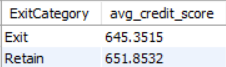 ExitCategory avg_credit_score
Exit 645.3515
Retain 651.8532